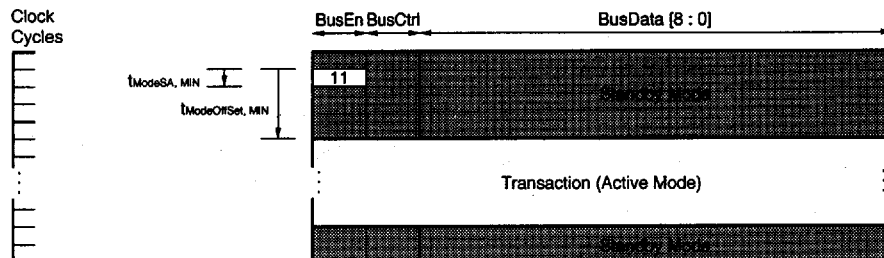 Clock
Cycles
BusEn BusCtrl BusData [8 : 0]
11
tModeSA, MIN
Standby Mode
tModeOffSet, MIN
Transaction (Active Mode)
Standby Mode